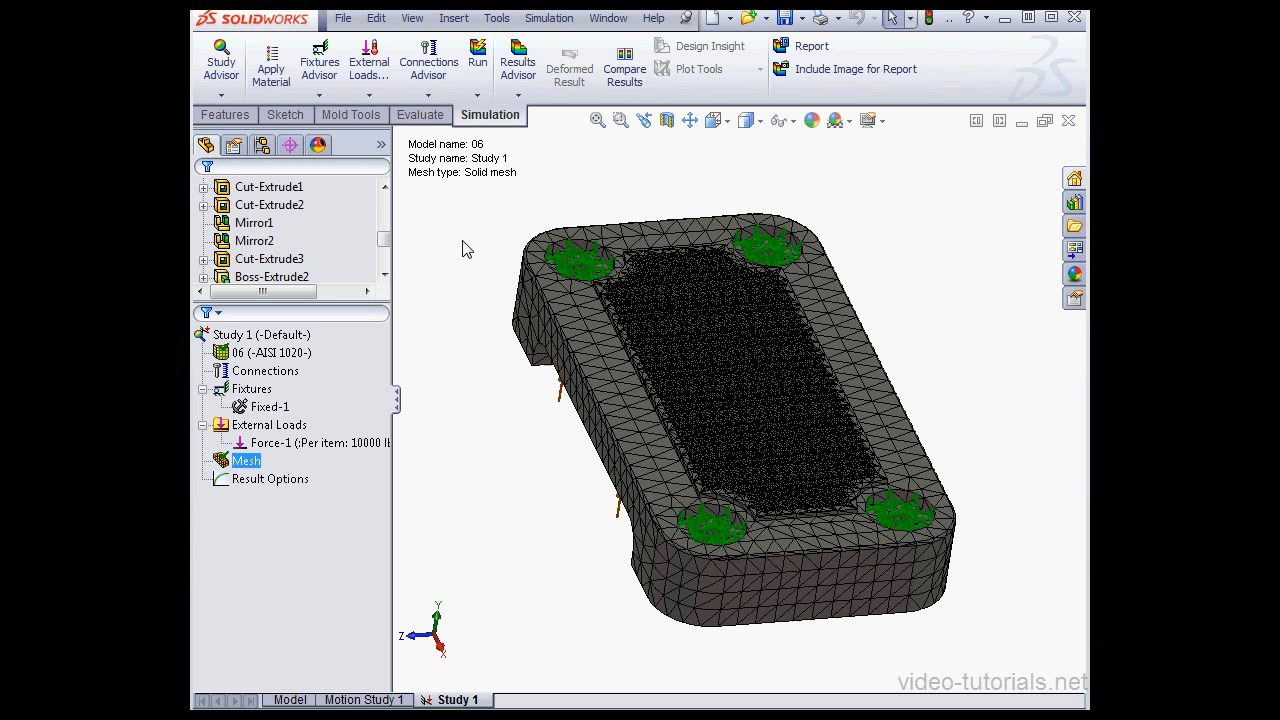 SOLIDWORKS File Edit View Insert Tools Simulation Window Help
Study Advisor
Apply Material
Fixtures Advisor
External Loads...
Connections Advisor
Run
Results Advisor
Deformed Result
Compare Results
Design Insight
Plot Tools
Report
Include Image for Report
Features Sketch Mold Tools Evaluate Simulation
Model name: 06
Study name: Study 1
Mesh type: Solid mesh
Cut-Extrude1
Cut-Extrude2
Mirror1
Mirror2
Cut-Extrude3
Boss-Extrude2
Study 1 (-Default-)
06 (-AISI 1020-)
Connections
Fixtures
Fixed-1
External Loads
Force-1 (:Per item: 10000 lb
Mesh
Result Options
Y
Z
X
video-tutorials.net
Model Motion Study 1 Study 1